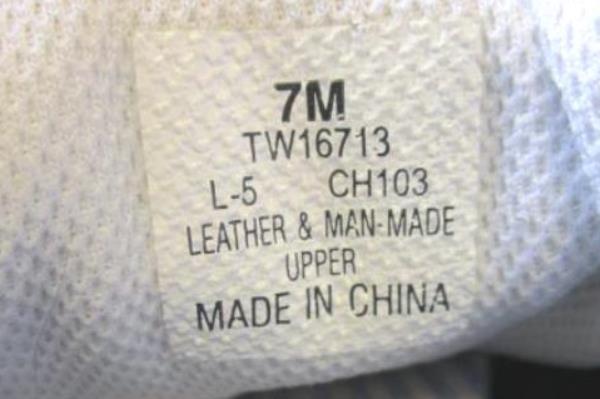 7M
TW16713
L-5 CH103
LEATHER & MAN-MADE
UPPER
MADE IN CHINA